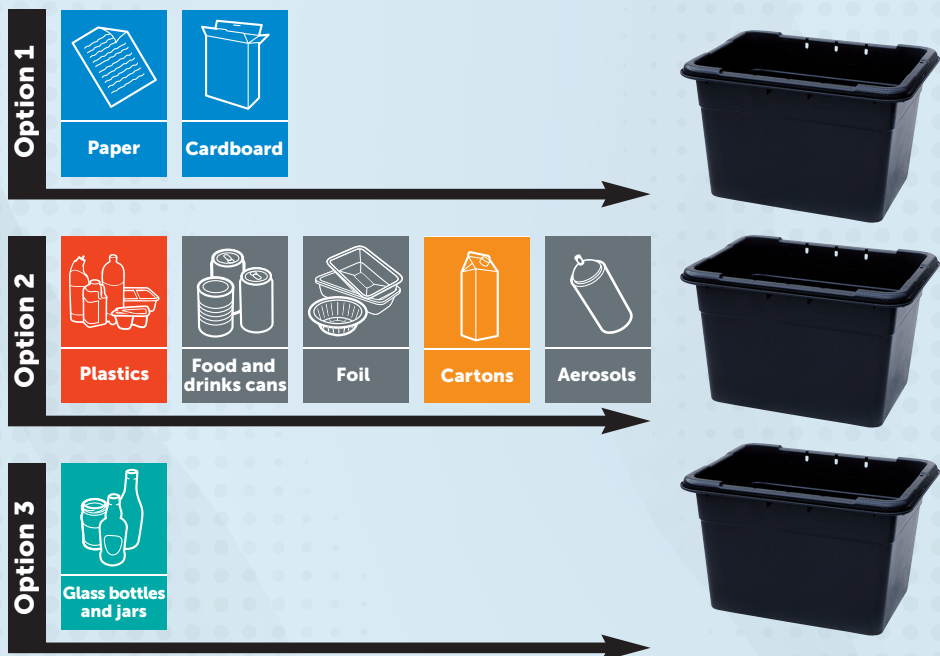 Option 1
Paper
Cardboard
Option 2
Plastics
Food and
drinks cans
Foil
Cartons
Aerosols
Option 3
Glass bottles
and jars